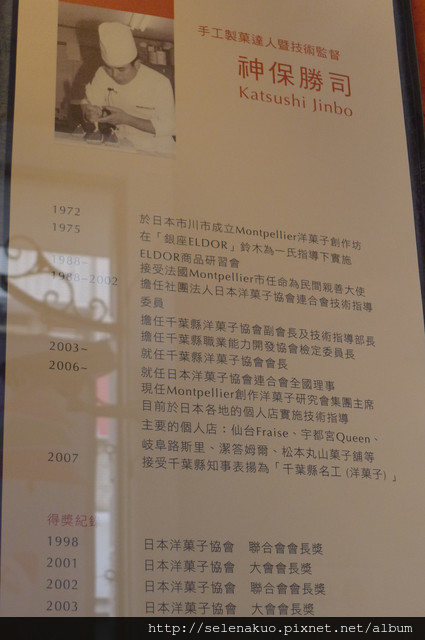 手工製菓達人暨技術監督
神保勝司
Katsushi Jinbo
1972 於日本市川市成立Montpellier洋菓子創作坊
1975 在「銀座ELDOR」鈴木為一氏指導下實施
ELDOR商品研習會
1988~ 接受法國Montpellier市任命為民間親善大使
1988~2002 擔任社團法人日本洋菓子協會連合會技術指導
委員
擔任千葉縣洋菓子協會副會長及技術指導部長
擔任千葉縣職業能力開發協會檢定委員長
2003~ 就任千葉縣洋菓子協會會長
2006~ 就任日本洋菓子協會連合會全國理事
現任Montpellier創作洋菓子研究會集團主席
目前於日本各地的個人店實施技術指導
主要的個人店：仙台Fraise、宇都宮Queen、
岐阜路斯里、潔答姆爾、松本丸山菓子舗等
2007 接受千葉縣知事表揚為「千葉縣名工(洋菓子)」
得獎紀錄
1998 日本洋菓子協會 聯合會會長獎
2001 日本洋菓子協會 大會會長獎
2002 日本洋菓子協會 聯合會會長獎
2003 日本洋菓子協會 大會會長獎
http://selenakuo.pixnet.net/album